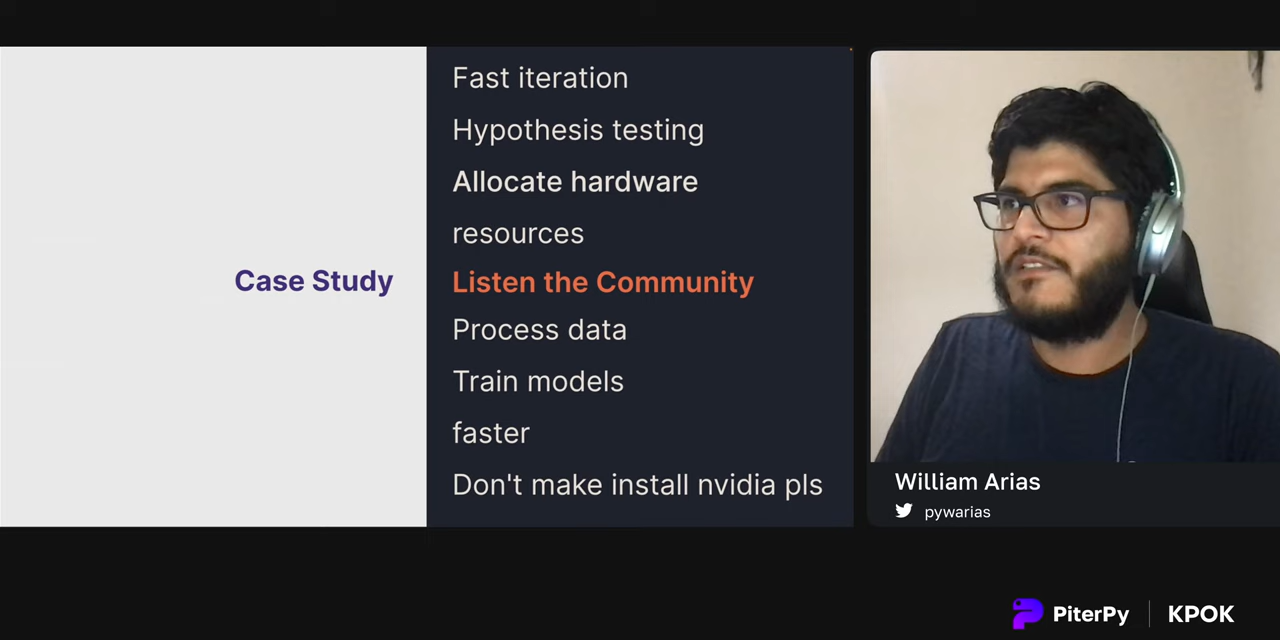 Case Study
Fast iteration
Hypothesis testing
Allocate hardware
resources
Listen the Community
Process data
Train models
faster
Don't make install nvidia pls
William Arias
pywarias
PiterPy
КРОК